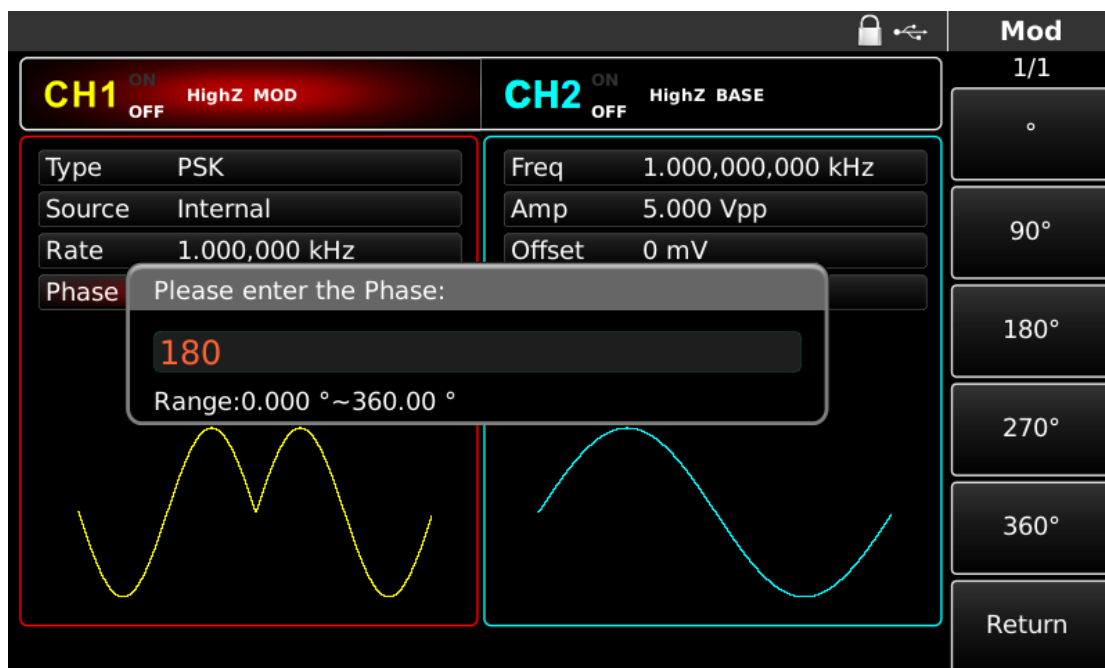 Mod
1/1
CH1 ON OFF HighZ MOD
CH2 ON OFF HighZ BASE
Type PSK
Source Internal
Rate 1.000,000 kHz
Phase
Freq 1.000,000,000 kHz
Amp 5.000 Vpp
Offset 0 mV
Please enter the Phase:
180
Range:0.000 °~360.00 °
°
90°
180°
270°
360°
Return